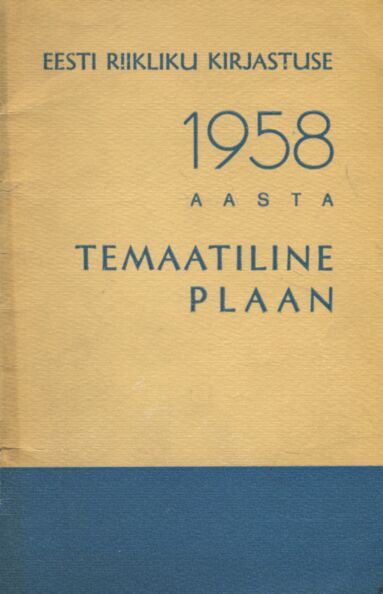 EESTI RIIKLIKU KIRJASTUSE
1958
AASTA
TEMAATILINE
PLAAN